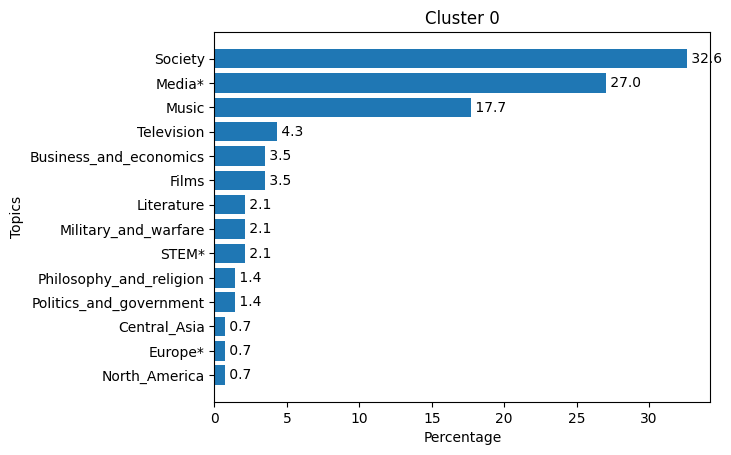 Cluster 0
Topics
Society 32.6
Media* 27.0
Music 17.7
Television 4.3
Business_and_economics 3.5
Films 3.5
Literature 2.1
Military_and_warfare 2.1
STEM* 2.1
Philosophy_and_religion 1.4
Politics_and_government 1.4
Central_Asia 0.7
Europe* 0.7
North_America 0.7
0 5 10 15 20 25 30
Percentage